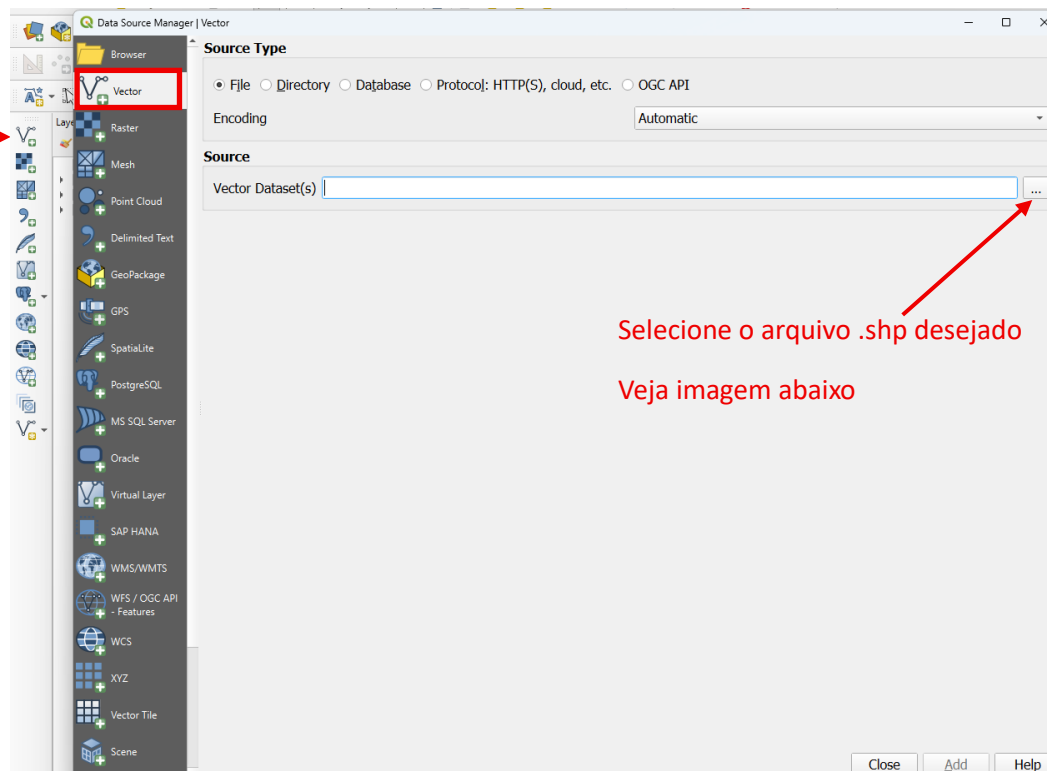 Data Source Manager | Vector
Laye
Browser
Vector
Raster
Mesh
Point Cloud
Delimited Text
GeoPackage
GPS
SpatiaLite
PostgreSQL
MS SQL Server
Oracle
Virtual Layer
SAP HANA
WMS/WMTS
WFS / OGC API
- Features
WCS
XYZ
Vector Tile
Scene
Source Type
File Directory Database Protocol: HTTP(S), cloud, etc. OGC API
Encoding Automatic
Source
Vector Dataset(s) ...
Selecione o arquivo .shp desejado
Veja imagem abaixo
Close Add Help